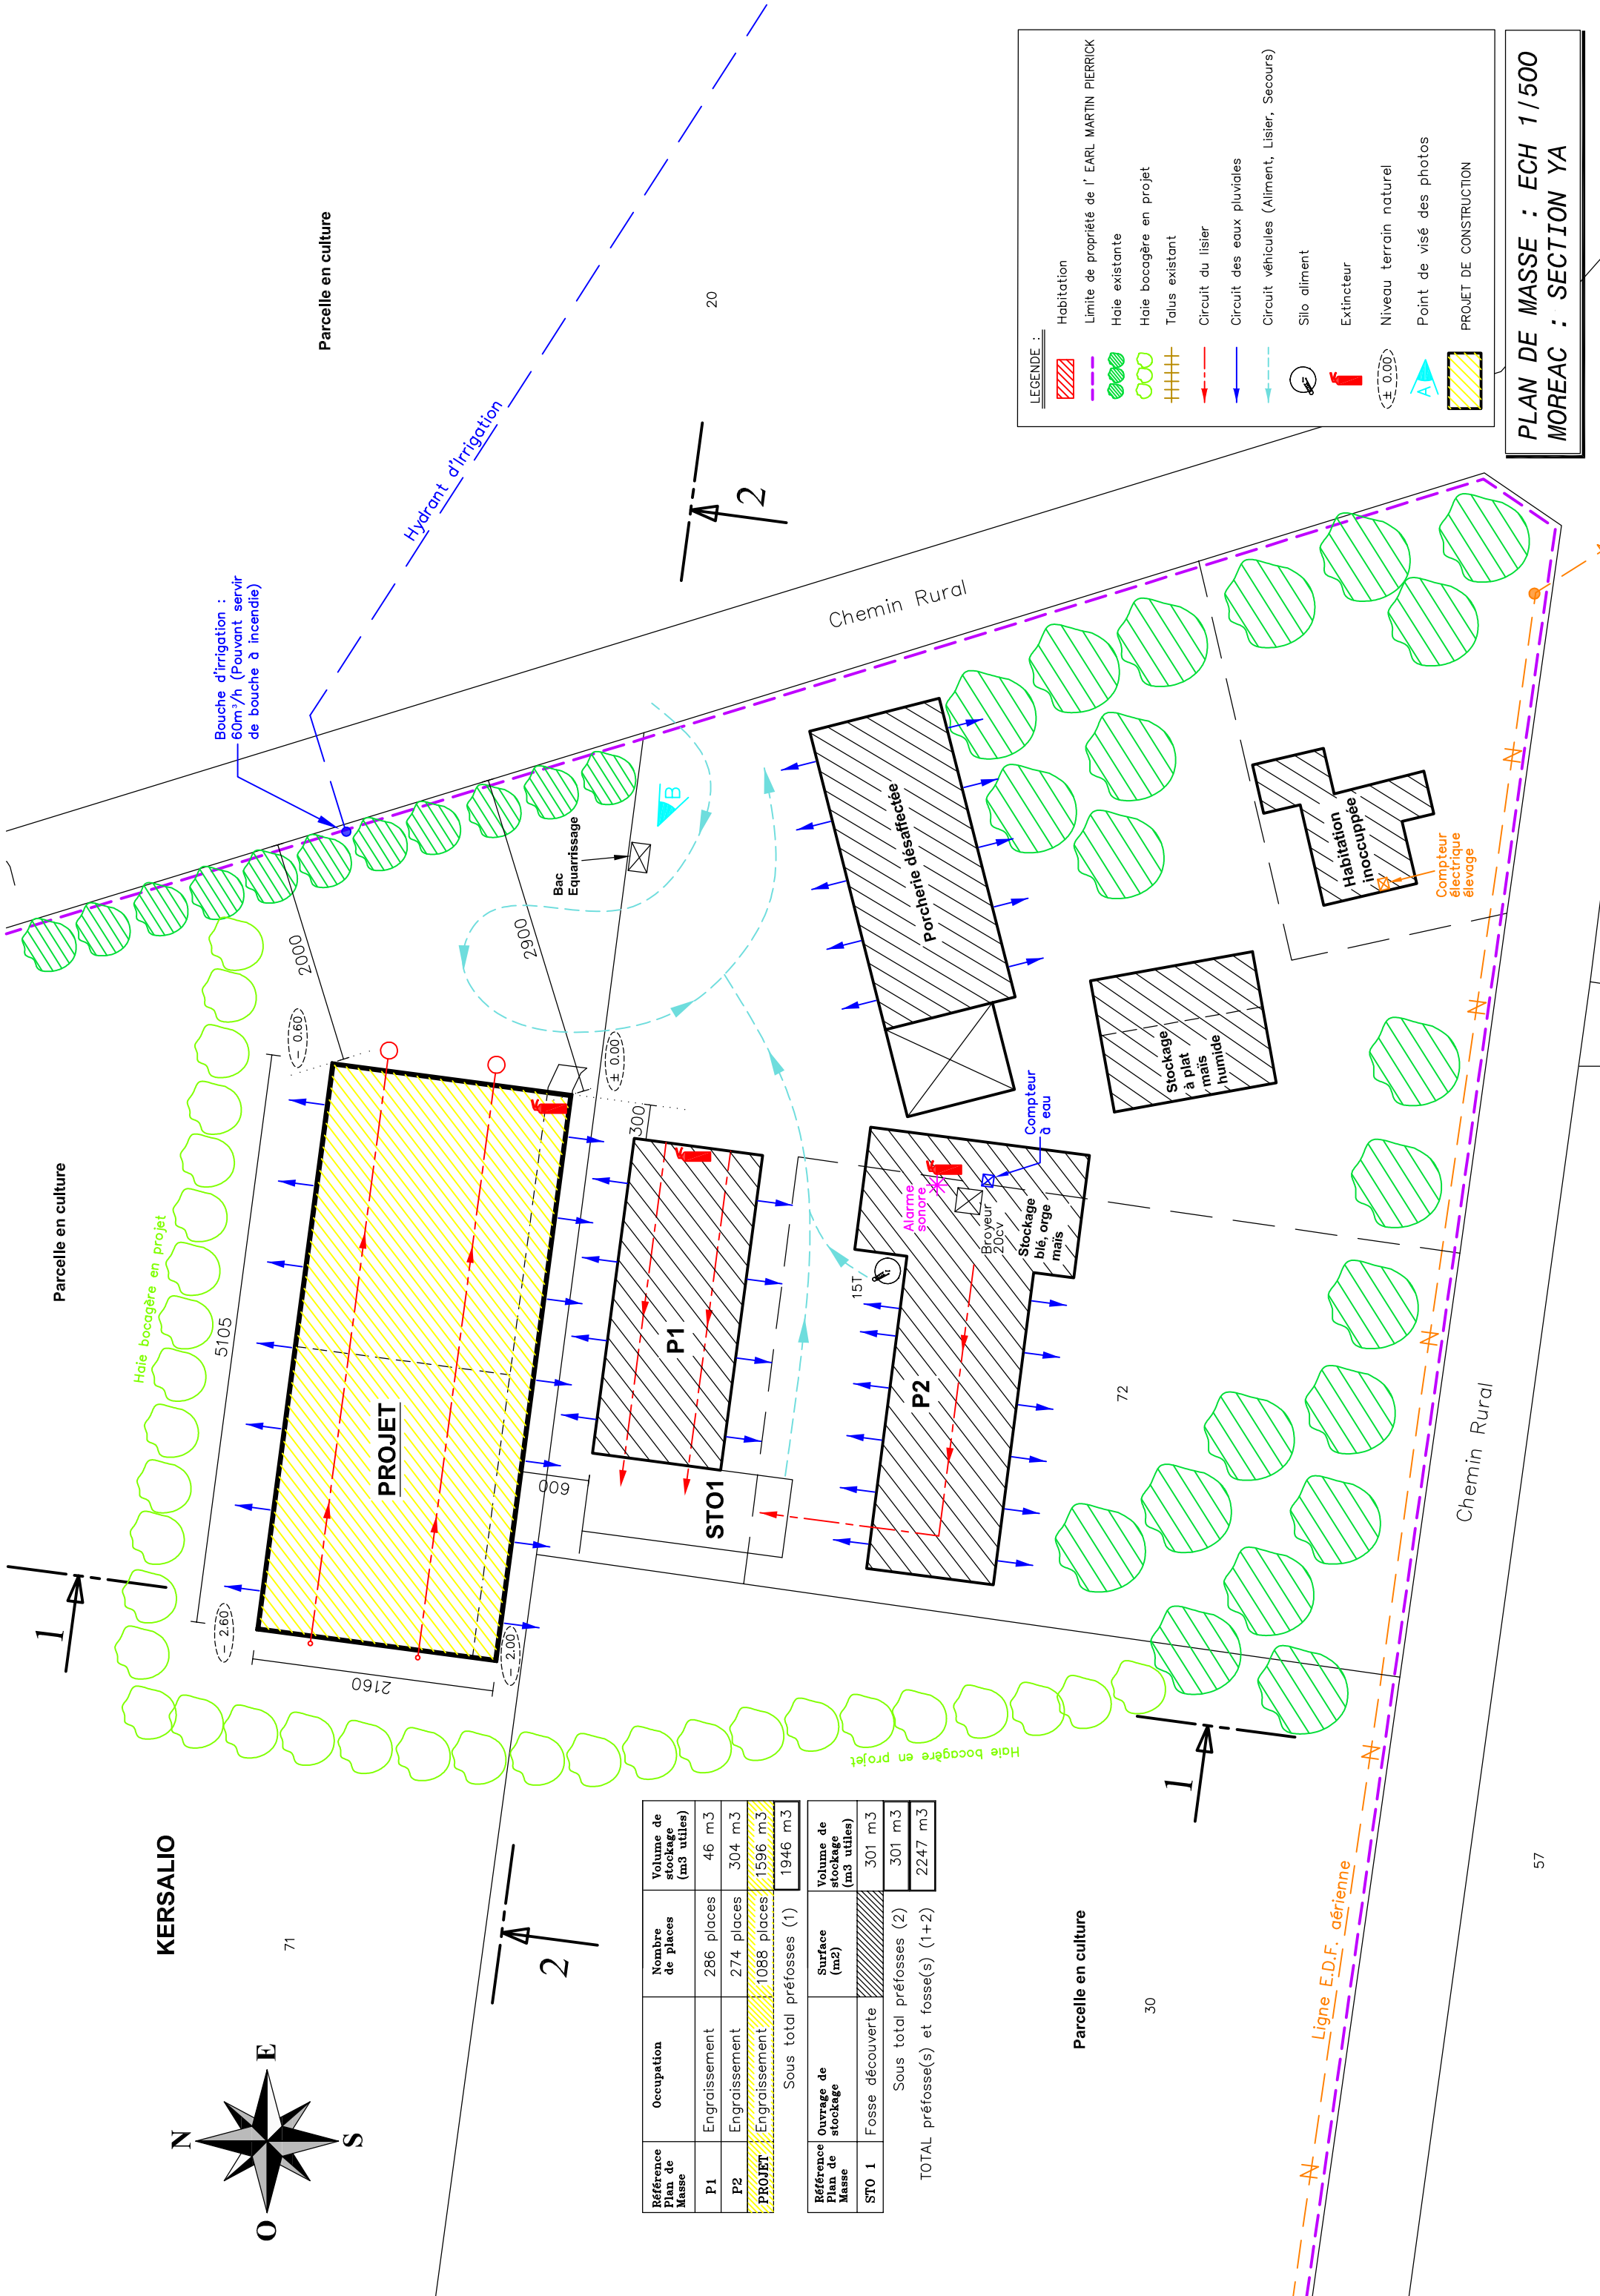 KERSALIO
71
N
E
S
O
Parcelle en culture
Haie bocagère en projet
5105
2160
2000
2900
600
300
- 0.60
- 2.60
- 2.00
± 0.00
PROJET
Bouche d'irrigation :
60m³/h (Pouvant servir
de bouche à incendie)
Hydrant d'Irrigation
Parcelle en culture
20
Bac
Equarrissage
B
1
1
2
2
Chemin Rural
P1
STO1
P2
15T
Alarme
sonore
Broyeur
20cv
Compteur
à eau
Stockage
blé, orge
maïs
Porcherie désaffectée
Stockage
à plat
maïs
humide
Habitation
inoccuppée
Compteur
électrique
élevage
72
Haie bocagère en projet
Chemin Rural
Ligne E.D.F. aérienne
Parcelle en culture
30
57
Référence Plan de Masse | Occupation | Nombre de places | Volume de stockage (m3 utiles)
P1 Engraissement 286 places 46 m3
P2 Engraissement 274 places 304 m3
PROJET Engraissement 1088 places 1596 m3
Sous total préfosses (1) 1946 m3
Référence Plan de Masse | Ouvrage de stockage | Surface (m2) | Volume de stockage (m3 utiles)
STO 1 Fosse découverte 301 m3
Sous total préfosses (2) 301 m3
TOTAL préfosse(s) et fosse(s) (1+2) 2247 m3
LEGENDE :
Habitation
Limite de propriété de l' EARL MARTIN PIERRICK
Haie existante
Haie bocagère en projet
Talus existant
Circuit du lisier
Circuit des eaux pluviales
Circuit véhicules (Aliment, Lisier, Secours)
Silo aliment
Extincteur
± 0.00 Niveau terrain naturel
A Point de visé des photos
PROJET DE CONSTRUCTION
PLAN DE MASSE : ECH 1/500
MOREAC : SECTION YA